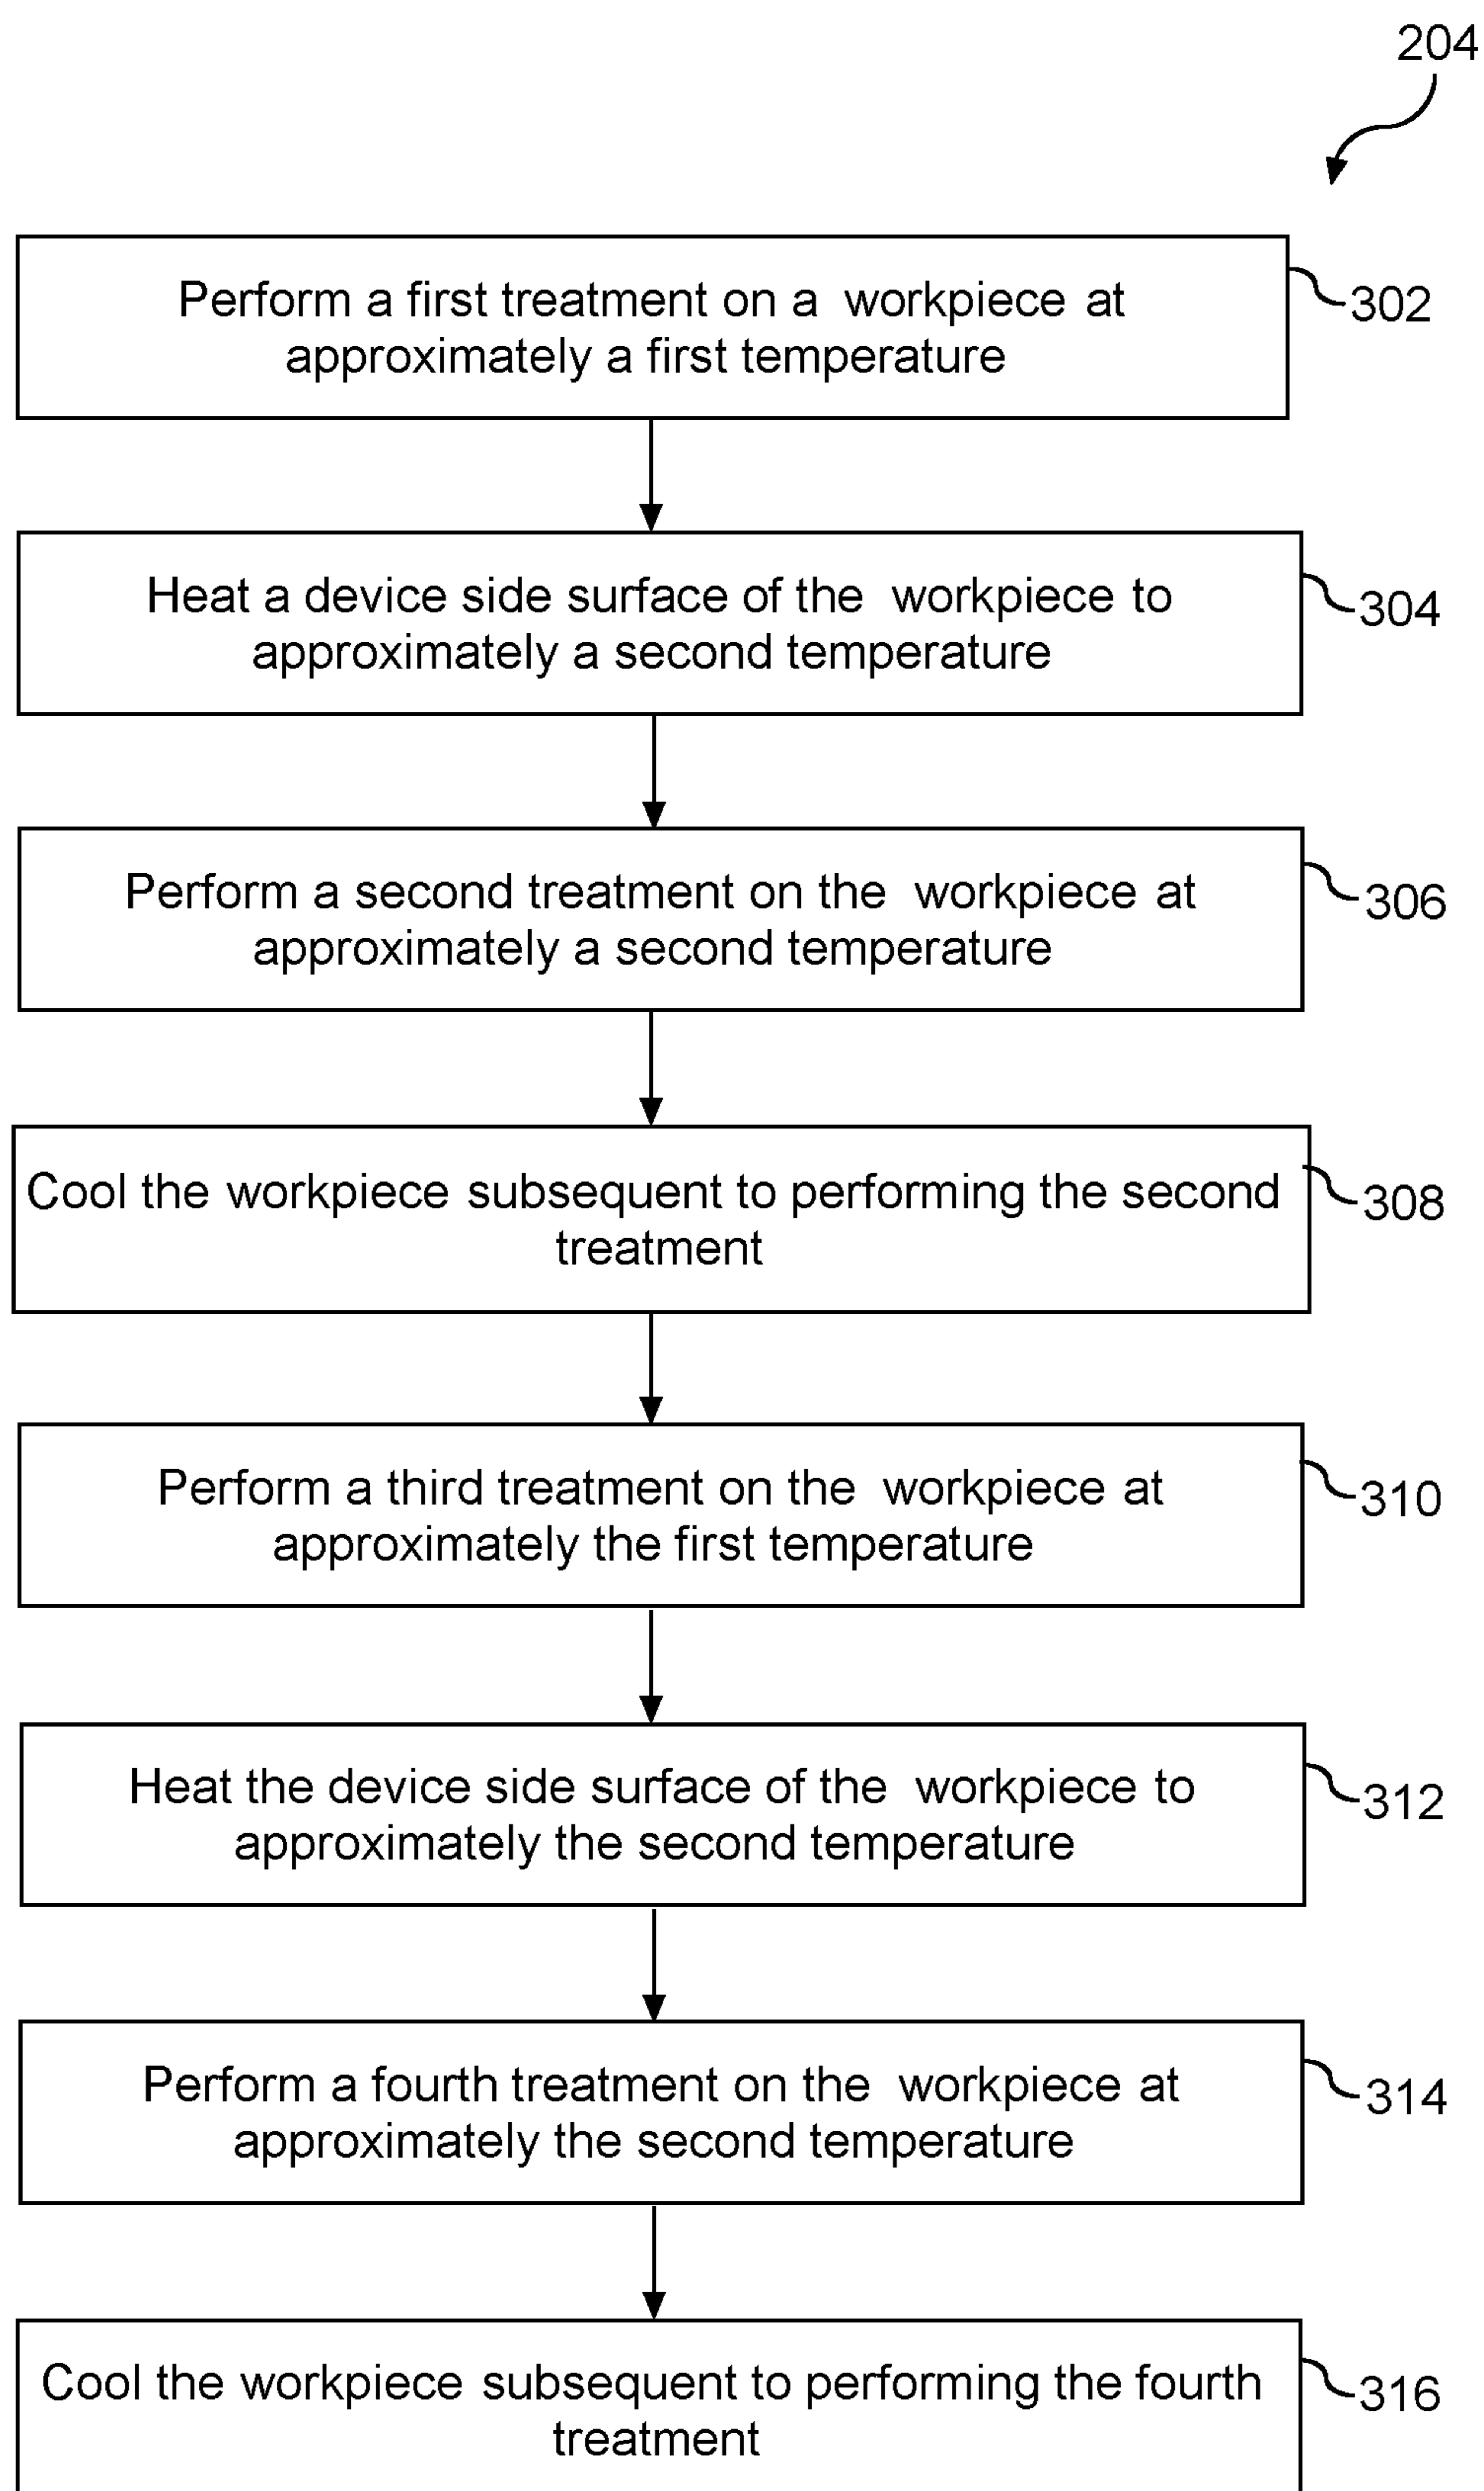 204
Perform a first treatment on a workpiece at
approximately a first temperature
302
Heat a device side surface of the workpiece to
approximately a second temperature
304
Perform a second treatment on the workpiece at
approximately a second temperature
306
Cool the workpiece subsequent to performing the second
treatment
308
Perform a third treatment on the workpiece at
approximately the first temperature
310
Heat the device side surface of the workpiece to
approximately the second temperature
312
Perform a fourth treatment on the workpiece at
approximately the second temperature
314
Cool the workpiece subsequent to performing the fourth
treatment
316